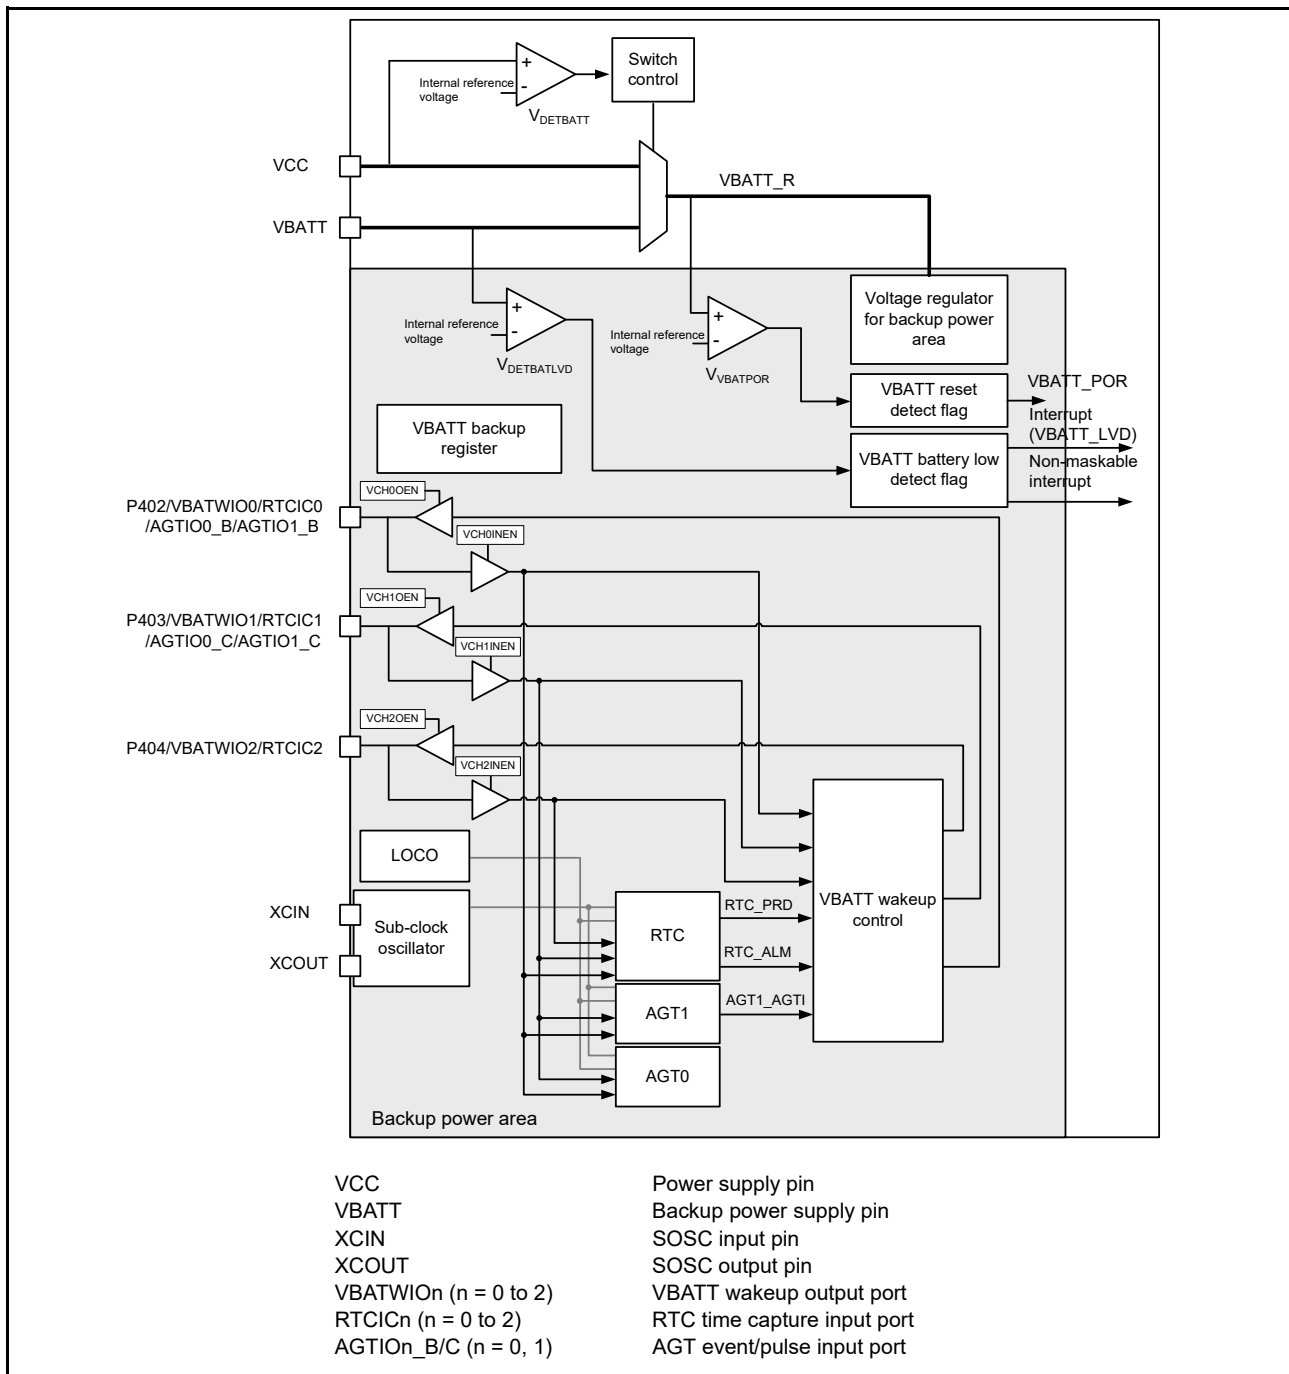 Switch
control
+
Internal reference
voltage
-
VDETBATT
VCC
VBATT_R
VBATT
Voltage regulator
for backup power
area
+
Internal reference
voltage
-
VDETBATLVD
+
Internal reference
voltage
-
VVBATPOR
VBATT reset
detect flag
VBATT_POR
VBATT backup
register
Interrupt
(VBATT_LVD)
VBATT battery low
detect flag
Non-maskable
interrupt
VCH0OEN
P402/VBATWIO0/RTCIC0
/AGTIO0_B/AGTIO1_B
VCH0INEN
VCH1OEN
P403/VBATWIO1/RTCIC1
/AGTIO0_C/AGTIO1_C
VCH1INEN
VCH2OEN
P404/VBATWIO2/RTCIC2
VCH2INEN
LOCO
VBATT wakeup
control
XCIN
Sub-clock
oscillator
XCOUT
RTC
RTC_PRD
RTC_ALM
AGT1
AGT1_AGTI
AGT0
Backup power area
VCC Power supply pin
VBATT Backup power supply pin
XCIN SOSC input pin
XCOUT SOSC output pin
VBATWIOn (n = 0 to 2) VBATT wakeup output port
RTCICn (n = 0 to 2) RTC time capture input port
AGTIOn_B/C (n = 0, 1) AGT event/pulse input port